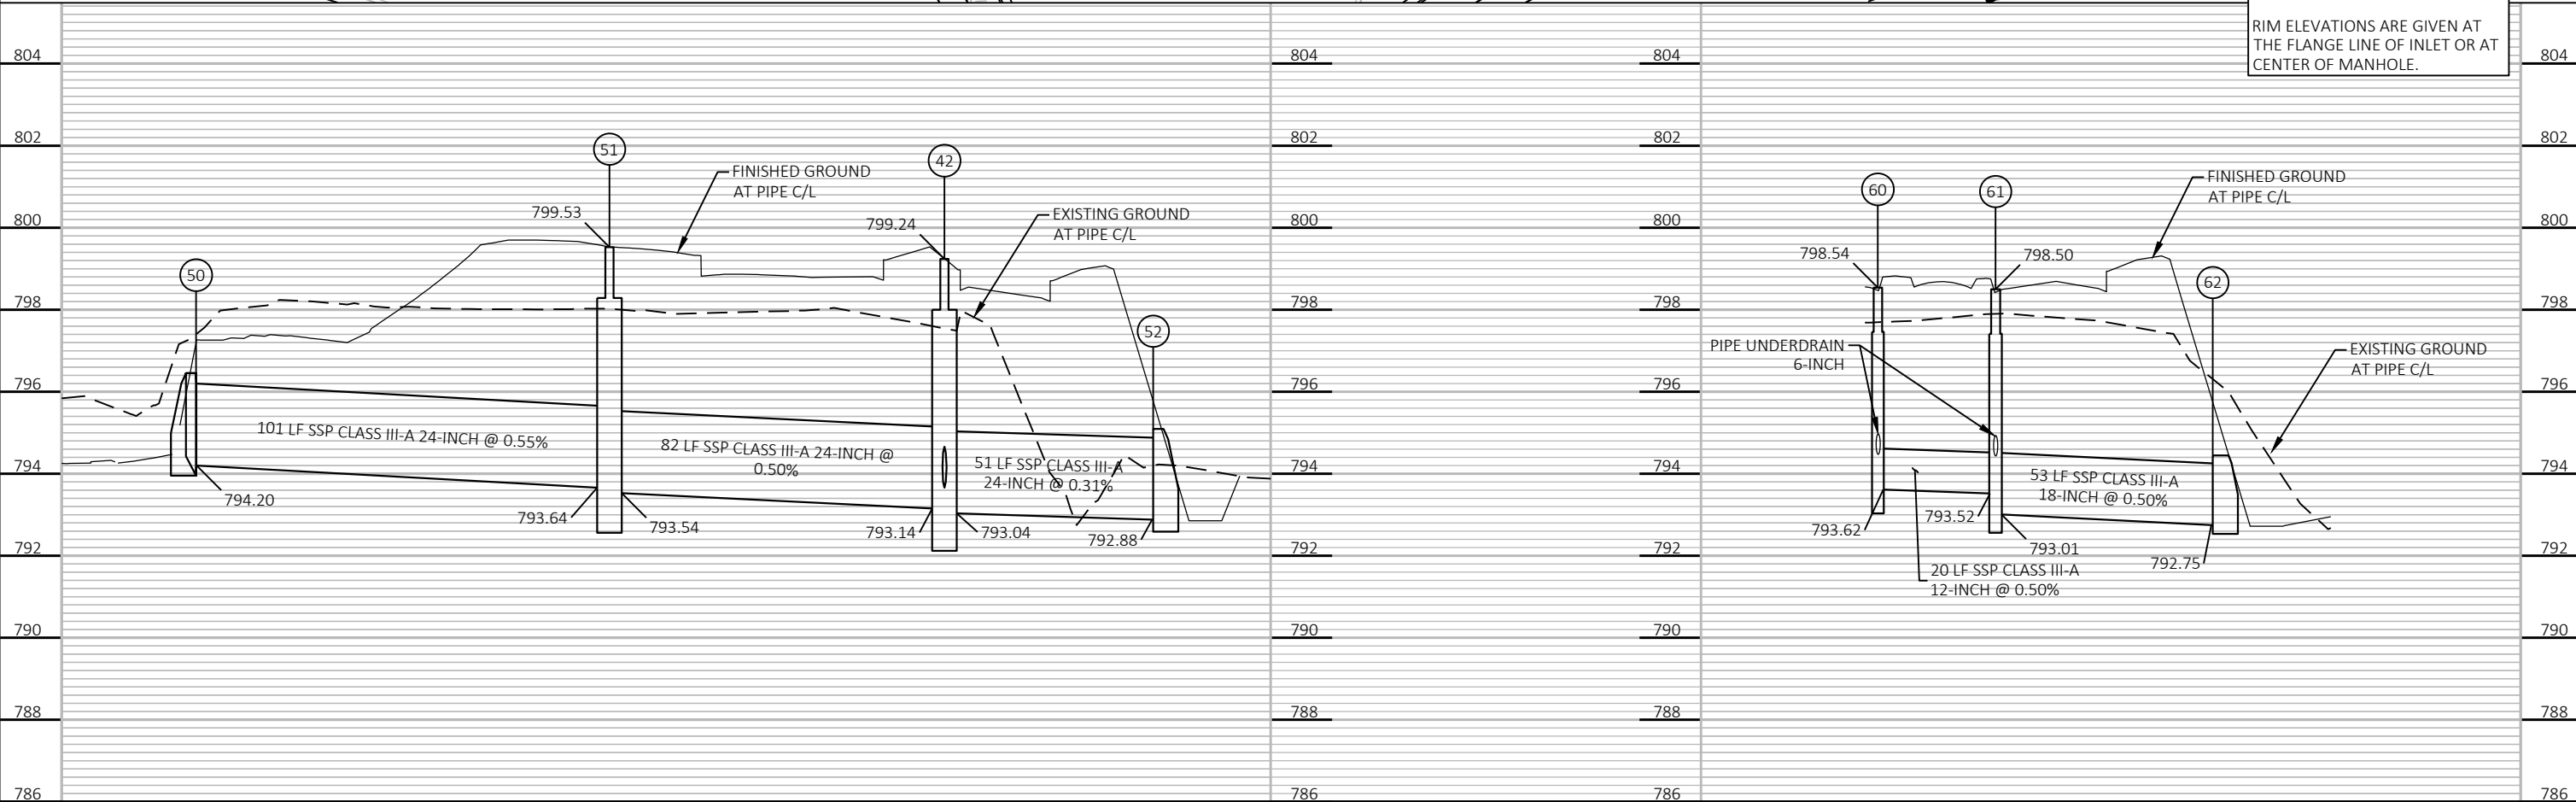 RIM ELEVATIONS ARE GIVEN AT
THE FLANGE LINE OF INLET OR AT
CENTER OF MANHOLE.
804
804
804
804
802
802
802
802
800
800
800
800
798
798
798
798
796
796
796
796
794
794
794
794
792
792
792
792
790
790
790
790
788
788
788
788
786
786
786
786
50
51
42
52
799.53
FINISHED GROUND
AT PIPE C/L
799.24
EXISTING GROUND
AT PIPE C/L
101 LF SSP CLASS III-A 24-INCH @ 0.55%
82 LF SSP CLASS III-A 24-INCH @
0.50%
51 LF SSP CLASS III-A
24-INCH @ 0.31%
794.20
793.64
793.54
793.14
793.04
792.88
60
61
62
798.54
798.50
FINISHED GROUND
AT PIPE C/L
PIPE UNDERDRAIN
6-INCH
EXISTING GROUND
AT PIPE C/L
53 LF SSP CLASS III-A
18-INCH @ 0.50%
793.62
793.52
793.01
792.75
20 LF SSP CLASS III-A
12-INCH @ 0.50%